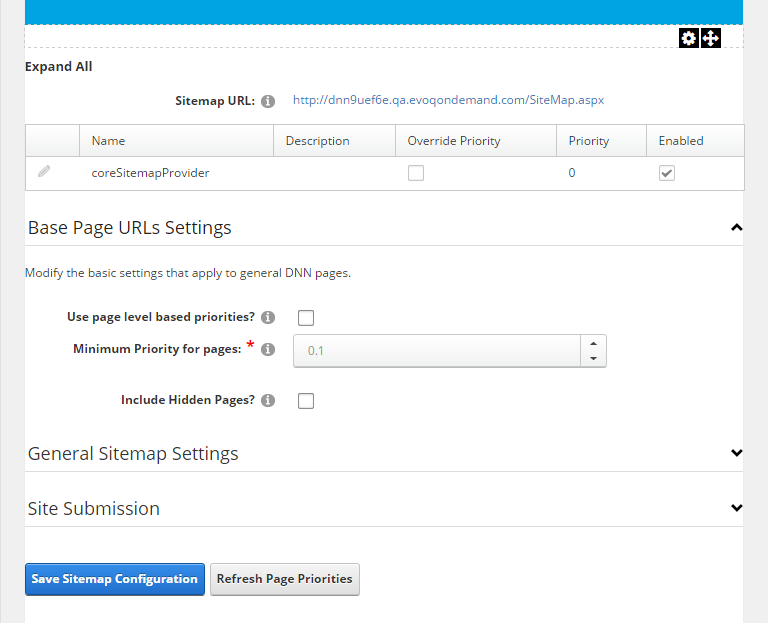 Expand All
Sitemap URL: http://dnn9uef6e.qa.evoqondemand.com/SiteMap.aspx
Name Description Override Priority Priority Enabled
coreSitemapProvider 0
Base Page URLs Settings
Modify the basic settings that apply to general DNN pages.
Use page level based priorities?
Minimum Priority for pages: * 0.1
Include Hidden Pages?
General Sitemap Settings
Site Submission
Save Sitemap Configuration Refresh Page Priorities